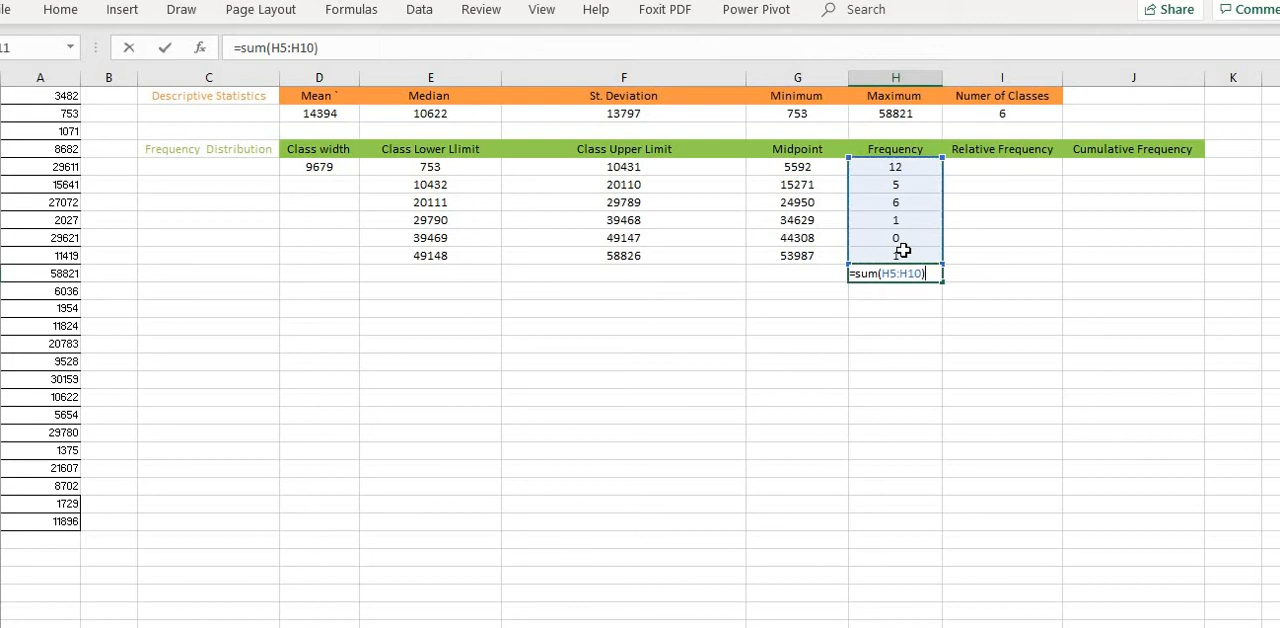 le Home Insert Draw Page Layout Formulas Data Review View Help Foxit PDF Power Pivot Search Share Comme
11 =sum(H5:H10)
A B C D E F G H I J K
3482 Descriptive Statistics Mean ` Median St. Deviation Minimum Maximum Numer of Classes
753 14394 10622 13797 753 58821 6
1071
8682 Frequency Distribution Class width Class Lower Llimit Class Upper Limit Midpoint Frequency Relative Frequency Cumulative Frequency
29611 9679 753 10431 5592 12
15641 10432 20110 15271 5
27072 20111 29789 24950 6
2027 29790 39468 34629 1
29621 39469 49147 44308 0
11419 49148 58826 53987 1
58821 =sum(H5:H10)
6036
1954
11824
20783
9528
30159
10622
5654
29780
1375
21607
8702
1729
11896